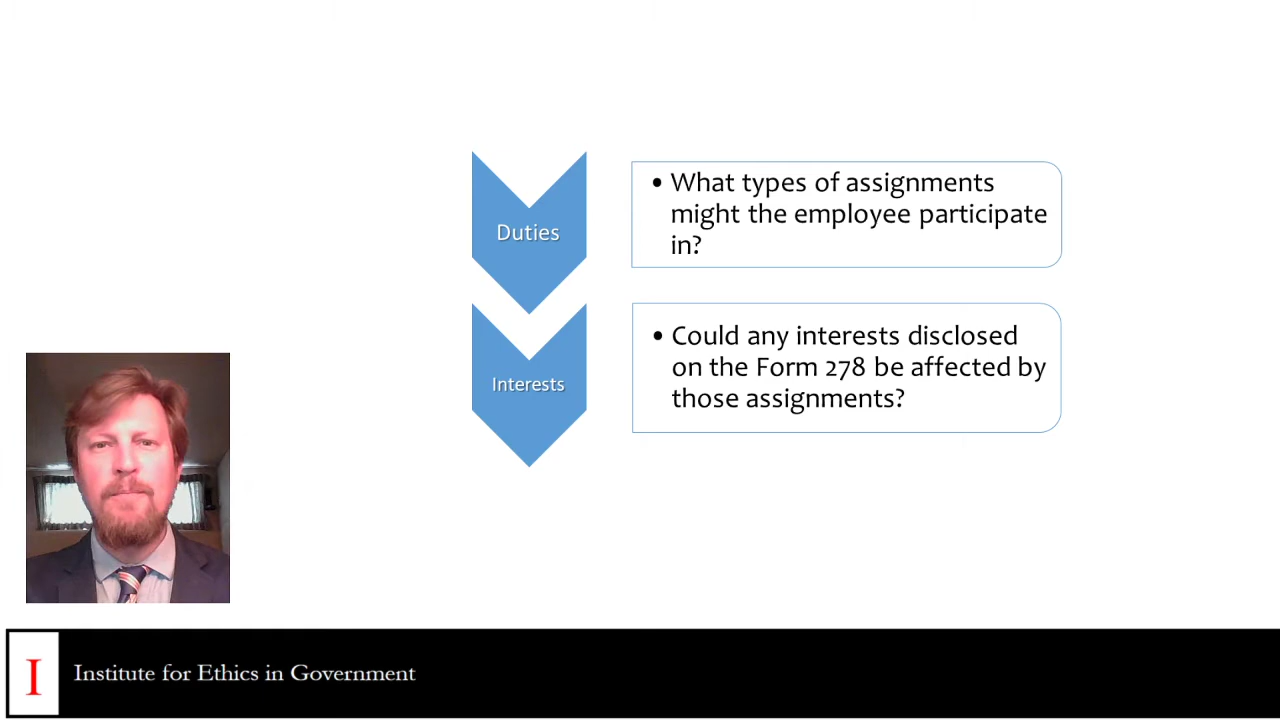 Duties
• What types of assignments
might the employee participate
in?
Interests
• Could any interests disclosed
on the Form 278 be affected by
those assignments?
I
Institute for Ethics in Government